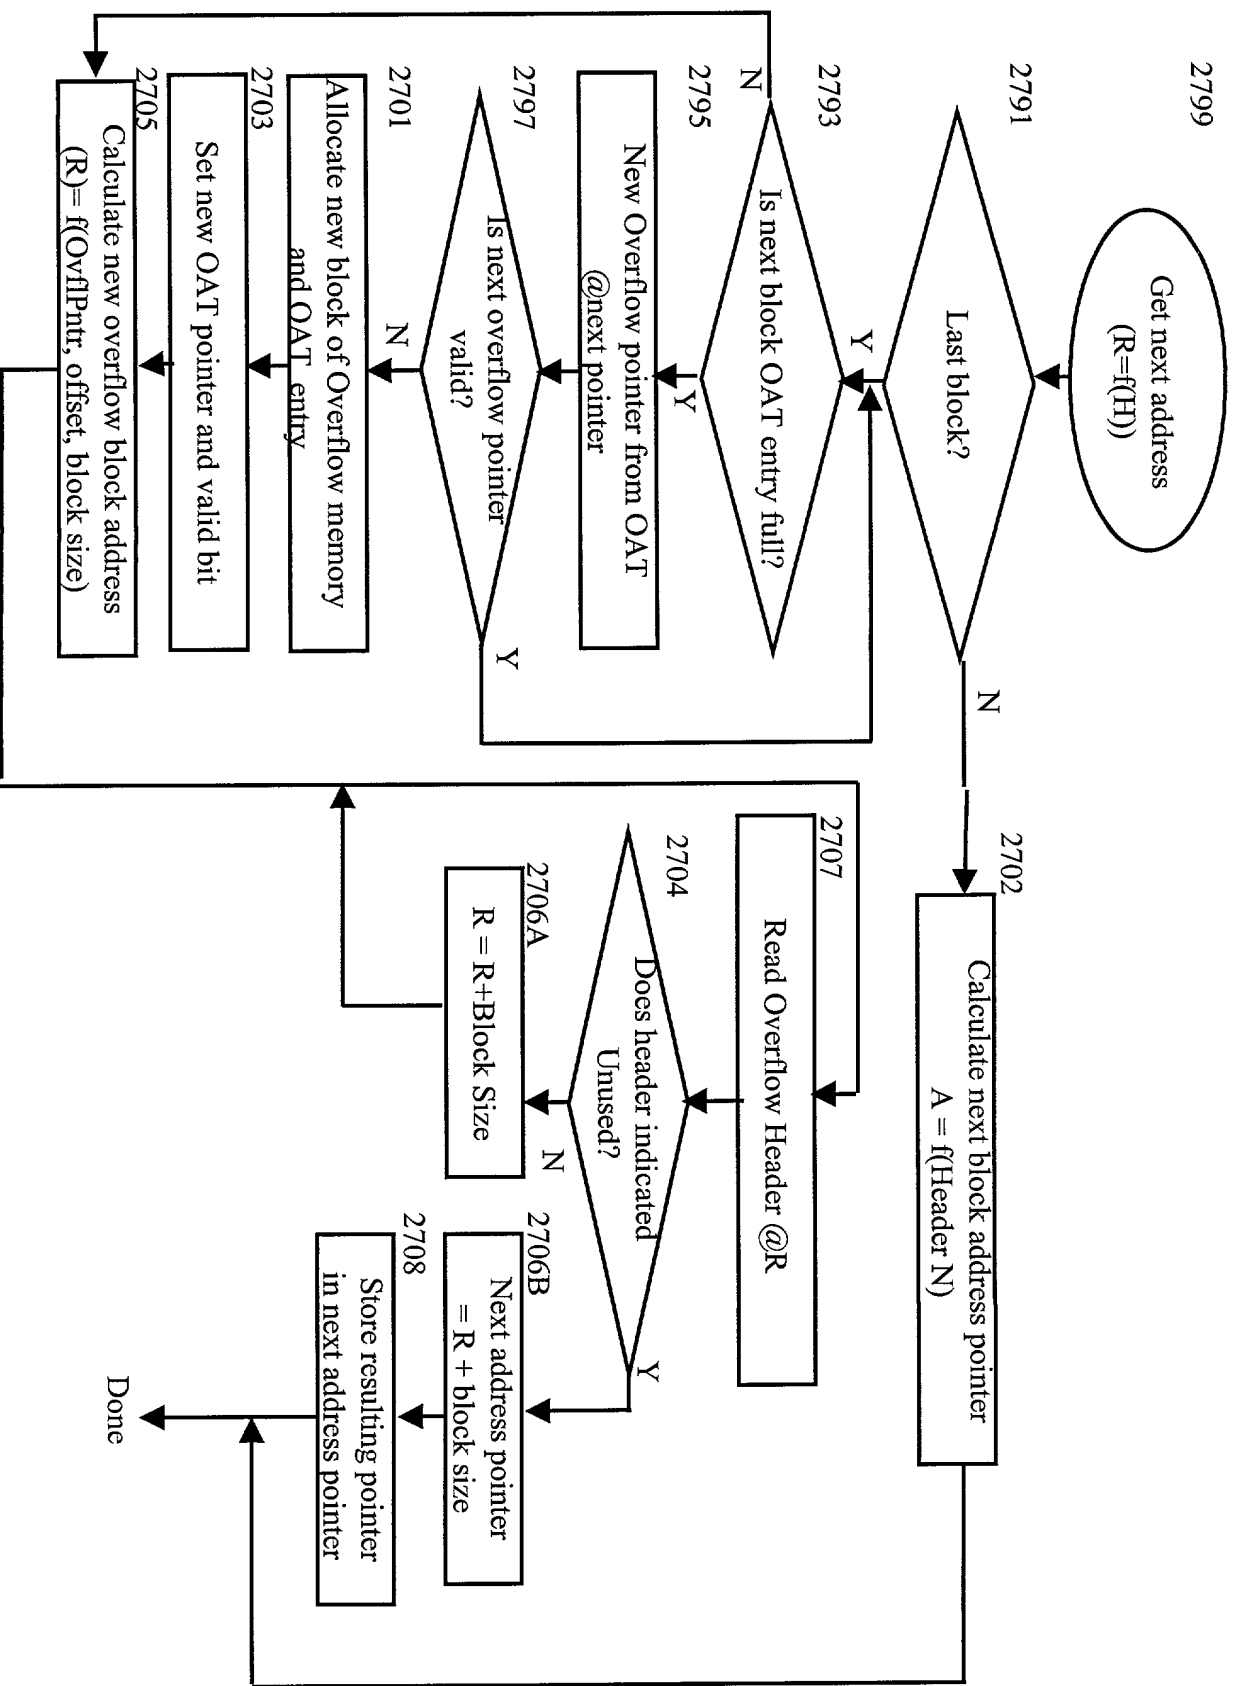 2799
Get next address
(R=f(H))
2791
Last block?
N
Y
2793
Is next block OAT entry full?
N
Y
2795
New Overflow pointer from OAT
@next pointer
2797
Is next overflow pointer
valid?
Y
N
2701
Allocate new block of Overflow memory
and OAT entry
2703
Set new OAT pointer and valid bit
2705
Calculate new overflow block address
(R)= f(OvflPntr, offset, block size)
2702
Calculate next block address pointer
A = f(Header N)
2707
Read Overflow Header @R
2704
Does header indicated
Unused?
Y
N
2706A
R = R+Block Size
2706B
Next address pointer
= R + block size
2708
Store resulting pointer
in next address pointer
Done